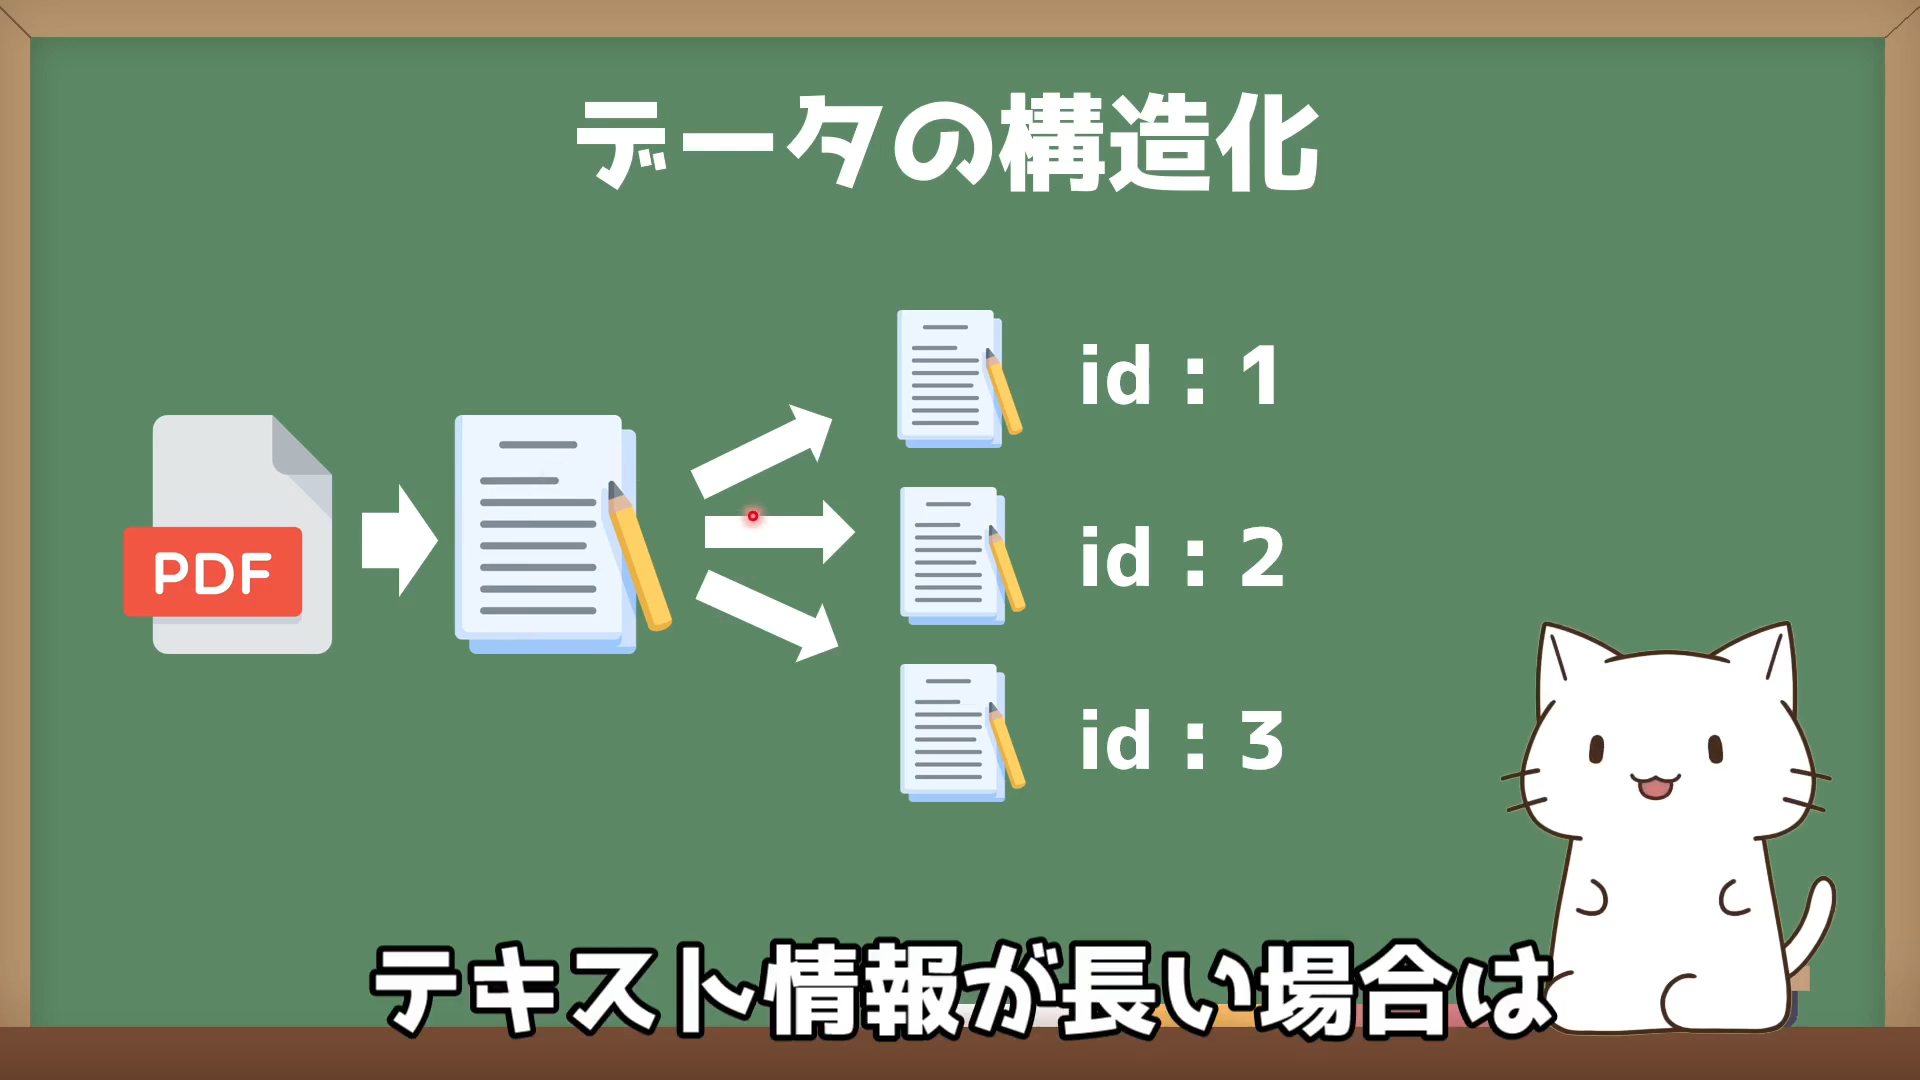 データの構造化
PDF
id：1
id：2
id：3
テキスト情報が長い場合は